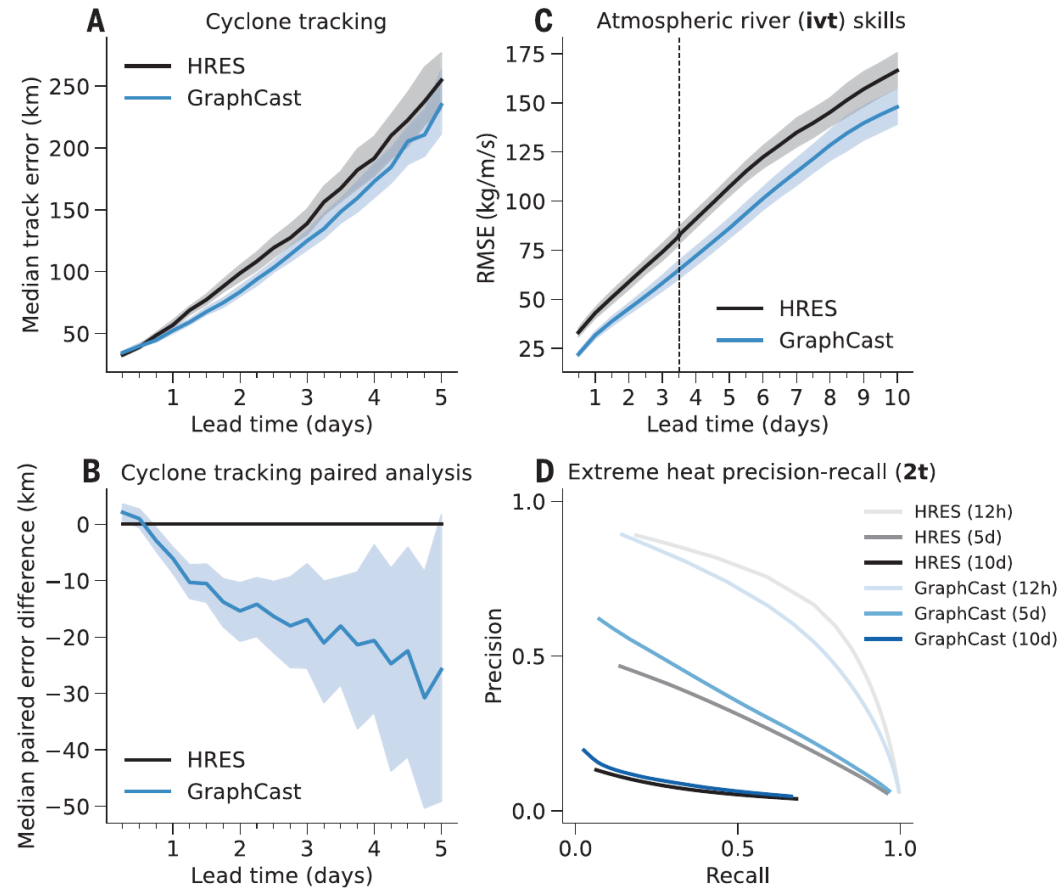 A Cyclone tracking
Median track error (km)
250
200
150
100
50
HRES
GraphCast
1 2 3 4 5
Lead time (days)
C Atmospheric river (ivt) skills
RMSE (kg/m/s)
175
150
125
100
75
50
25
HRES
GraphCast
1 2 3 4 5 6 7 8 9 10
Lead time (days)
B Cyclone tracking paired analysis
Median paired error difference (km)
0
−10
−20
−30
−40
−50
HRES
GraphCast
1 2 3 4 5
Lead time (days)
D Extreme heat precision-recall (2t)
Precision
1.0
0.5
0.0
HRES (12h)
HRES (5d)
HRES (10d)
GraphCast (12h)
GraphCast (5d)
GraphCast (10d)
0.0 0.5 1.0
Recall